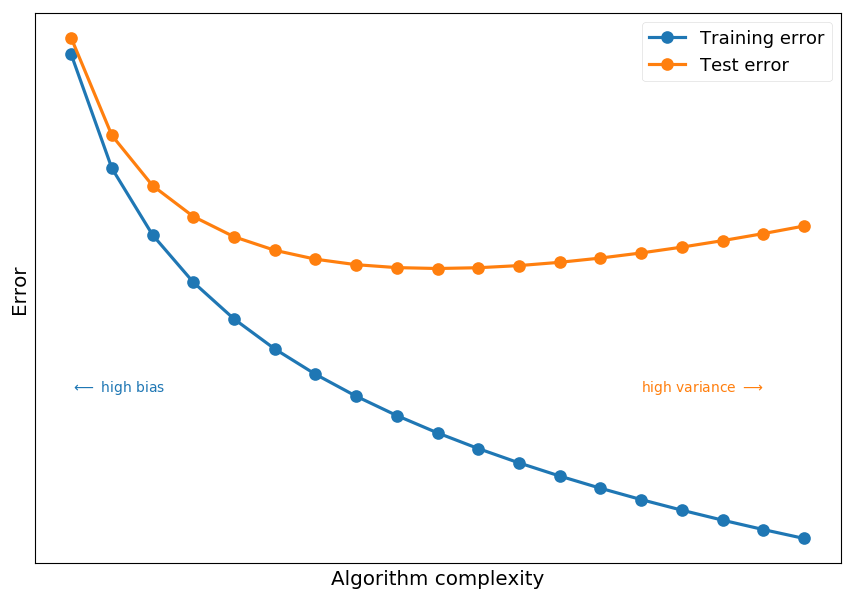 Training error
Test error
Error
⟵ high bias
high variance ⟶
Algorithm complexity